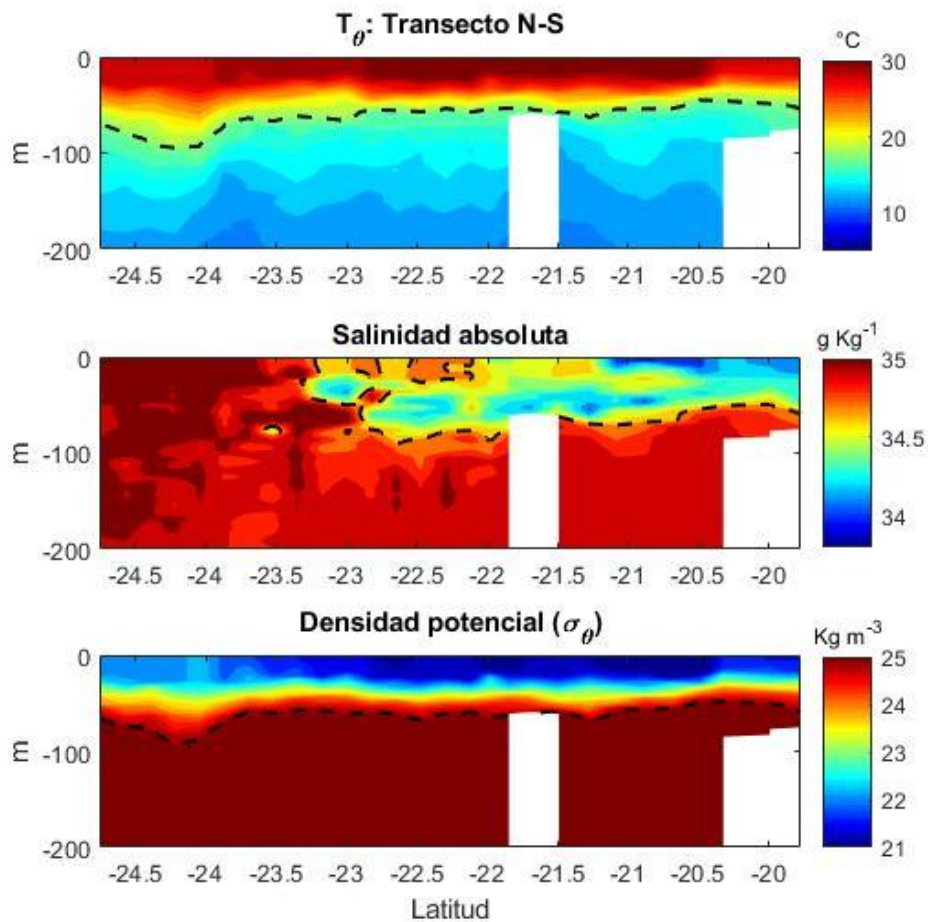 T_θ: Transecto N-S
°C
0
-100
-200
m
30
20
10
-24.5 -24 -23.5 -23 -22.5 -22 -21.5 -21 -20.5 -20
Salinidad absoluta
g Kg^-1
0
-100
-200
m
35
34.5
34
-24.5 -24 -23.5 -23 -22.5 -22 -21.5 -21 -20.5 -20
Densidad potencial (σ_θ)
Kg m^-3
0
-100
-200
m
25
24
23
22
21
-24.5 -24 -23.5 -23 -22.5 -22 -21.5 -21 -20.5 -20
Latitud